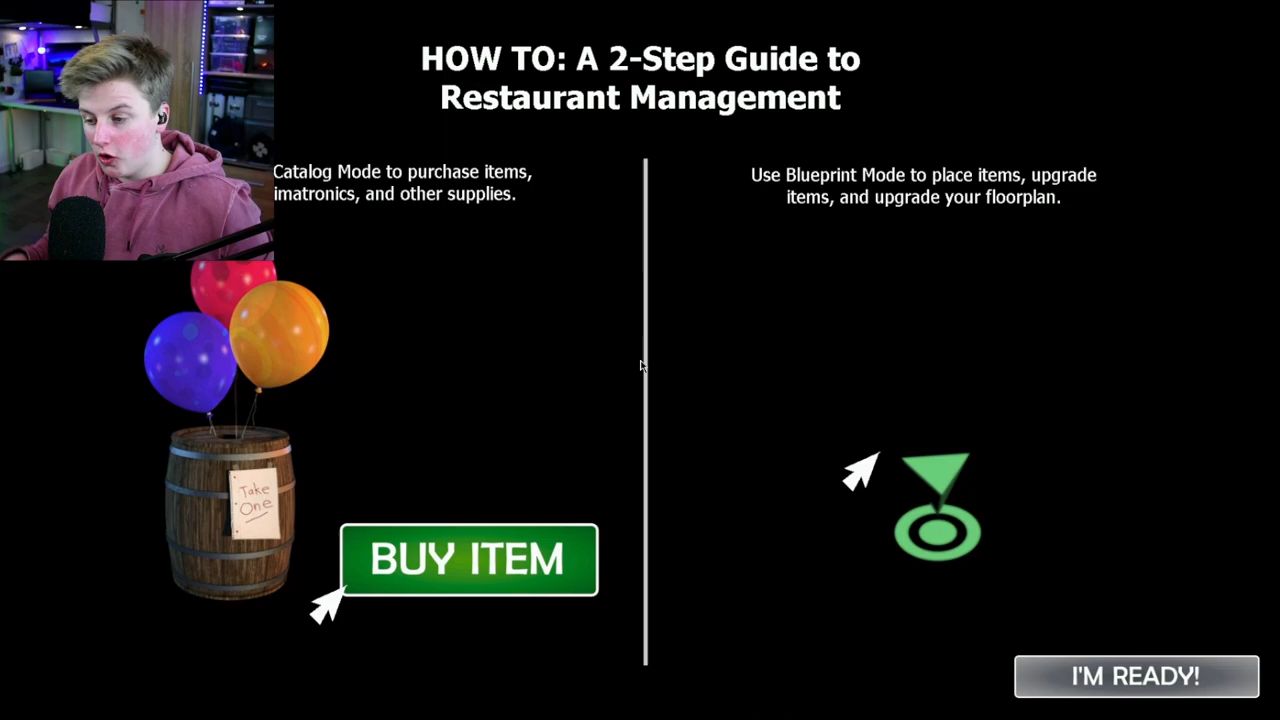 HOW TO: A 2-Step Guide to
Restaurant Management
Catalog Mode to purchase items,
imatronics, and other supplies.
Use Blueprint Mode to place items, upgrade
items, and upgrade your floorplan.
Take
One
BUY ITEM
I'M READY!